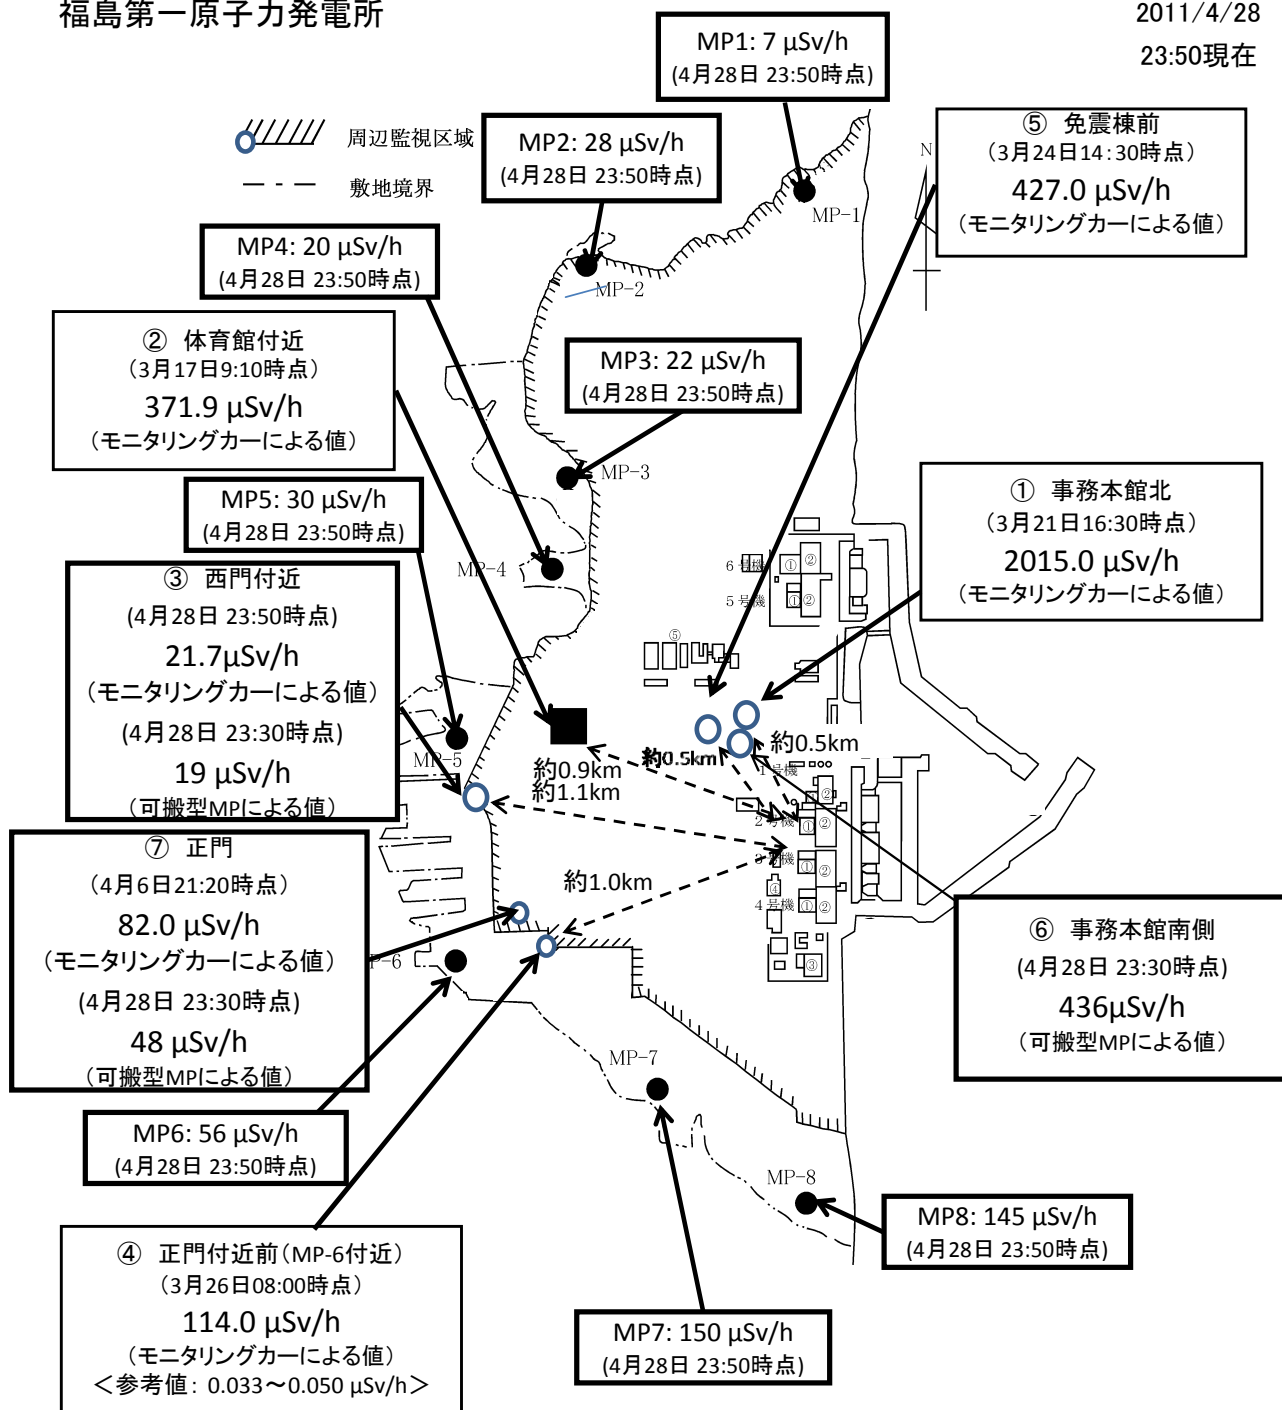 福島第一原子力発電所
2011/4/28
23:50現在
MP1: 7 μSv/h
(4月28日 23:50時点)
周辺監視区域
敷地境界
MP2: 28 μSv/h
(4月28日 23:50時点)
⑤ 免震棟前
(3月24日14:30時点)
427.0 μSv/h
(モニタリングカーによる値)
N
MP-1
MP4: 20 μSv/h
(4月28日 23:50時点)
MP-2
② 体育館付近
(3月17日9:10時点)
371.9 μSv/h
(モニタリングカーによる値)
MP3: 22 μSv/h
(4月28日 23:50時点)
MP-3
MP5: 30 μSv/h
(4月28日 23:50時点)
① 事務本館北
(3月21日16:30時点)
2015.0 μSv/h
(モニタリングカーによる値)
MP-4
③ 西門付近
(4月28日 23:50時点)
21.7μSv/h
(モニタリングカーによる値)
(4月28日 23:30時点)
19 μSv/h
(可搬型MPによる値)
6号機
① ②
5号機
① ②
⑤
MP-5
約0.9km
約1.1km
約0.5km
約0.5km
1号機
②
2号機
① ②
3号機
① ②
④
4号機
① ②
③
約1.0km
⑦ 正門
(4月6日21:20時点)
82.0 μSv/h
(モニタリングカーによる値)
(4月28日 23:30時点)
48 μSv/h
(可搬型MPによる値)
P-6
⑥ 事務本館南側
(4月28日 23:30時点)
436μSv/h
(可搬型MPによる値)
MP-7
MP6: 56 μSv/h
(4月28日 23:50時点)
MP-8
MP8: 145 μSv/h
(4月28日 23:50時点)
④ 正門付近前(MP-6付近)
(3月26日08:00時点)
114.0 μSv/h
(モニタリングカーによる値)
<参考値: 0.033～0.050 μSv/h>
MP7: 150 μSv/h
(4月28日 23:50時点)